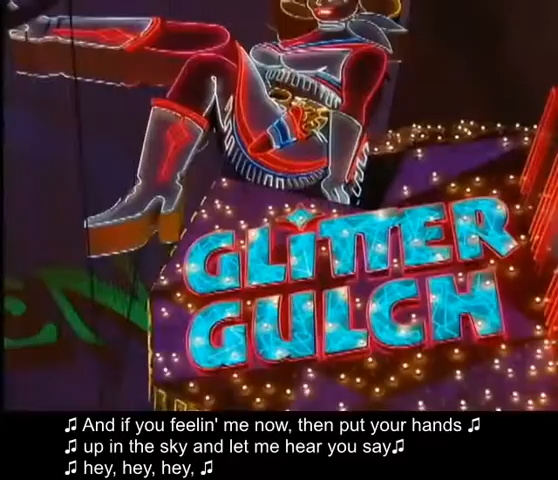 GLITTER
GULCH
♫ And if you feelin' me now, then put your hands ♫
♫ up in the sky and let me hear you say♫
♫ hey, hey, hey, ♫